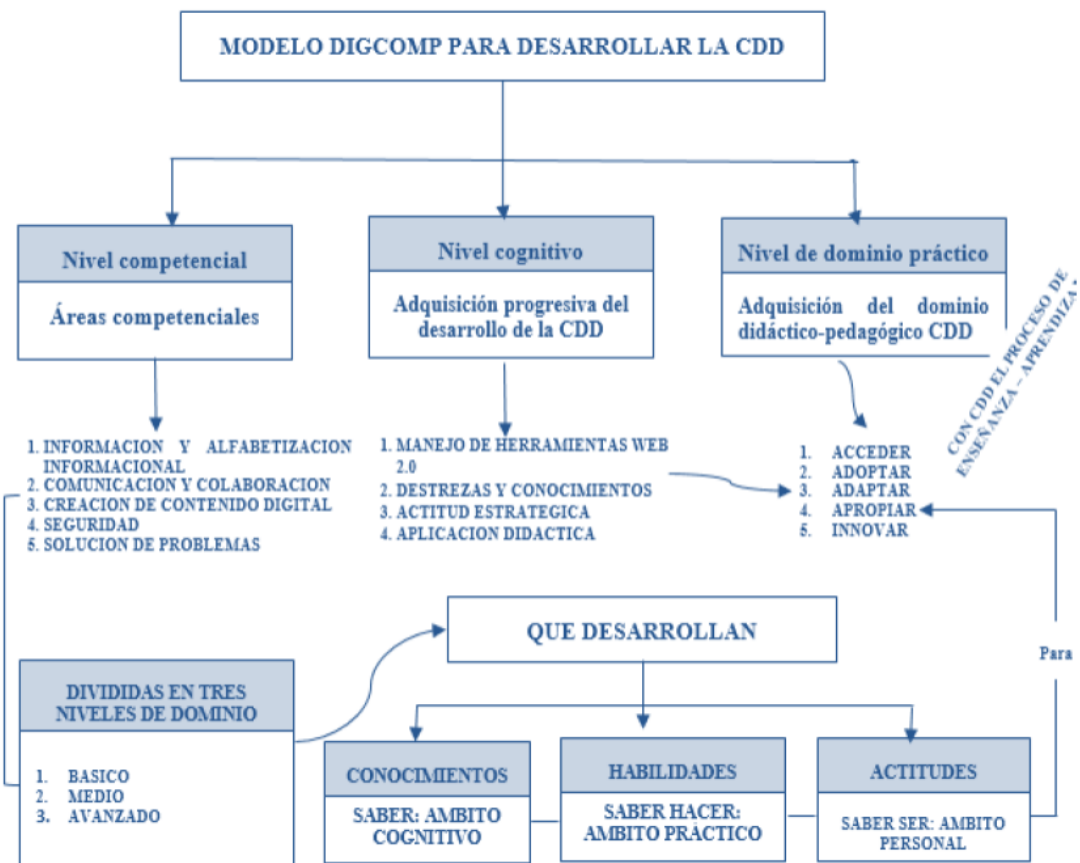 MODELO DIGCOMP PARA DESARROLLAR LA CDD
Nivel competencial
Áreas competenciales
Nivel cognitivo
Adquisición progresiva del
desarrollo de la CDD
Nivel de dominio práctico
Adquisición del dominio
didáctico-pedagógico CDD
CON CDD EL PROCESO DE
ENSEÑANZA – APRENDIZAJ
1. INFORMACION Y ALFABETIZACION
INFORMACIONAL
2. COMUNICACION Y COLABORACION
3. CREACION DE CONTENIDO DIGITAL
4. SEGURIDAD
5. SOLUCION DE PROBLEMAS
1. MANEJO DE HERRAMIENTAS WEB
2.0
2. DESTREZAS Y CONOCIMIENTOS
3. ACTITUD ESTRATEGICA
4. APLICACION DIDACTICA
1. ACCEDER
2. ADOPTAR
3. ADAPTAR
4. APROPIAR
5. INNOVAR
QUE DESARROLLAN
Para
DIVIDIDAS EN TRES
NIVELES DE DOMINIO
1. BASICO
2. MEDIO
3. AVANZADO
CONOCIMIENTOS
SABER: AMBITO
COGNITIVO
HABILIDADES
SABER HACER:
AMBITO PRÁCTICO
ACTITUDES
SABER SER: AMBITO
PERSONAL